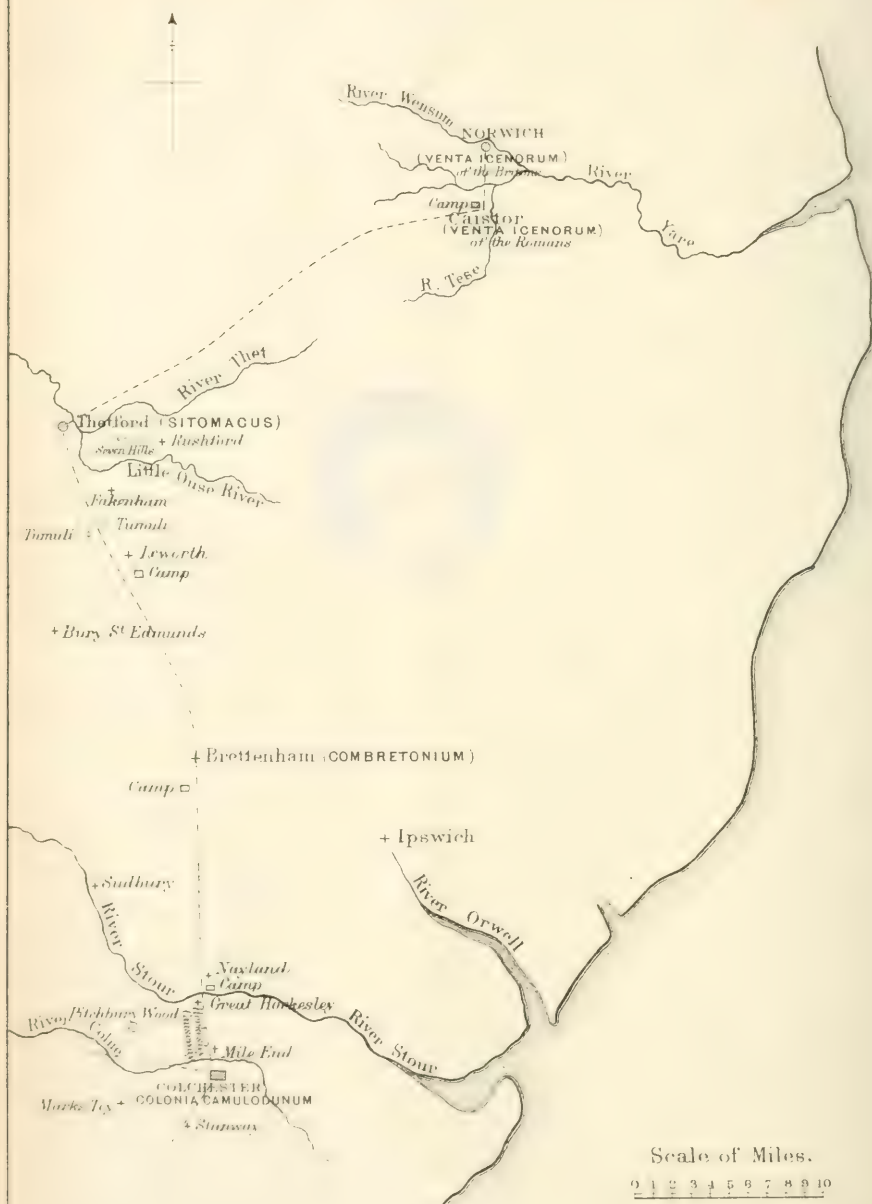 River Wensum
NORWICH
(VENTA ICENORUM)
of the Britons
River
Yare
Camp
Caistor
(VENTA ICENORUM)
of the Romans
R. Tese
River Thet
Thetford (SITOMACUS)
Seven Hills
+ Rushford
Little Ouse River
Fakenham
Tumuli
Tumuli
+ Ixworth
Camp
+ Bury St Edmunds
+ Brettenham (COMBRETONIUM)
Camp
+ Ipswich
River Orwell
+ Sudbury
River
Stour
+ Nayland
Camp
+ Great Horkesley
Pitchbury Wood
River
Colne
River Stour
+ Mile End
COLCHESTER
COLONIA CAMULODUNUM
Marks Tey +
+ Stanway
Scale of Miles.
0 1 2 3 4 5 6 7 8 9 10